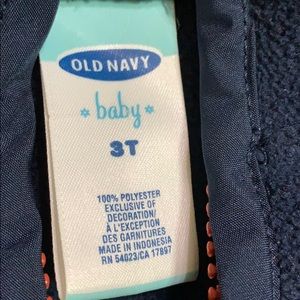 OLD NAVY
baby
3T
100% POLYESTER
EXCLUSIVE OF
DECORATION/
À L'EXCEPTION
DES GARNITURES
MADE IN INDONESIA
RN 54023/CA 17897